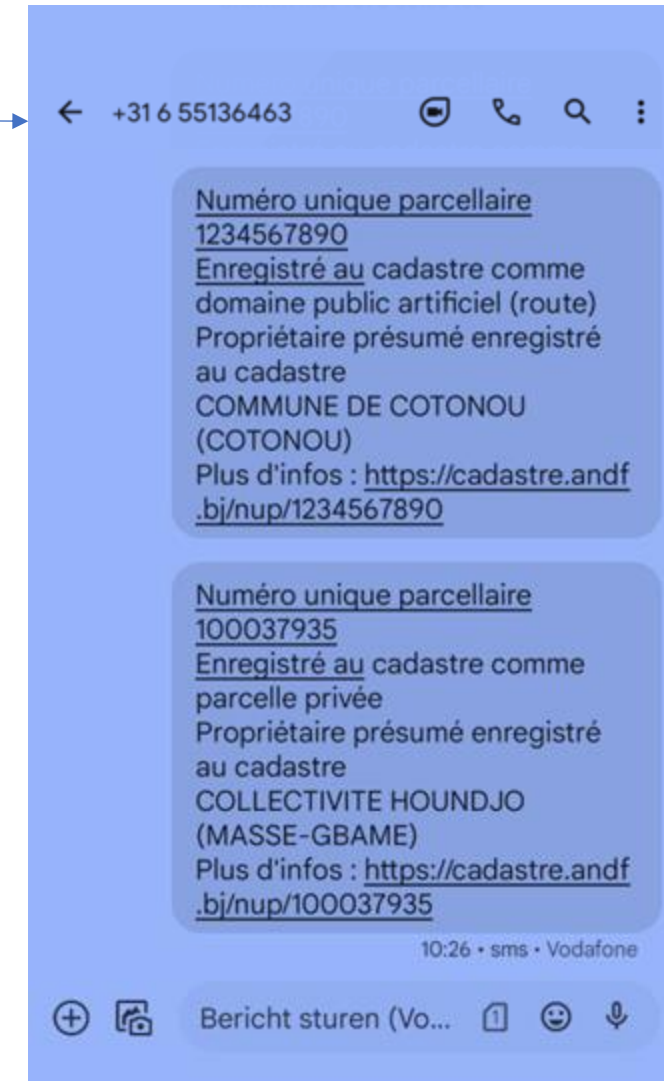 +31 6 55136463
Numéro unique parcellaire
1234567890
Enregistré au cadastre comme
domaine public artificiel (route)
Propriétaire présumé enregistré
au cadastre
COMMUNE DE COTONOU
(COTONOU)
Plus d'infos : https://cadastre.andf
.bj/nup/1234567890
Numéro unique parcellaire
100037935
Enregistré au cadastre comme
parcelle privée
Propriétaire présumé enregistré
au cadastre
COLLECTIVITE HOUNDJO
(MASSE-GBAME)
Plus d'infos : https://cadastre.andf
.bj/nup/100037935
10:26 • sms • Vodafone
Bericht sturen (Vo... 1